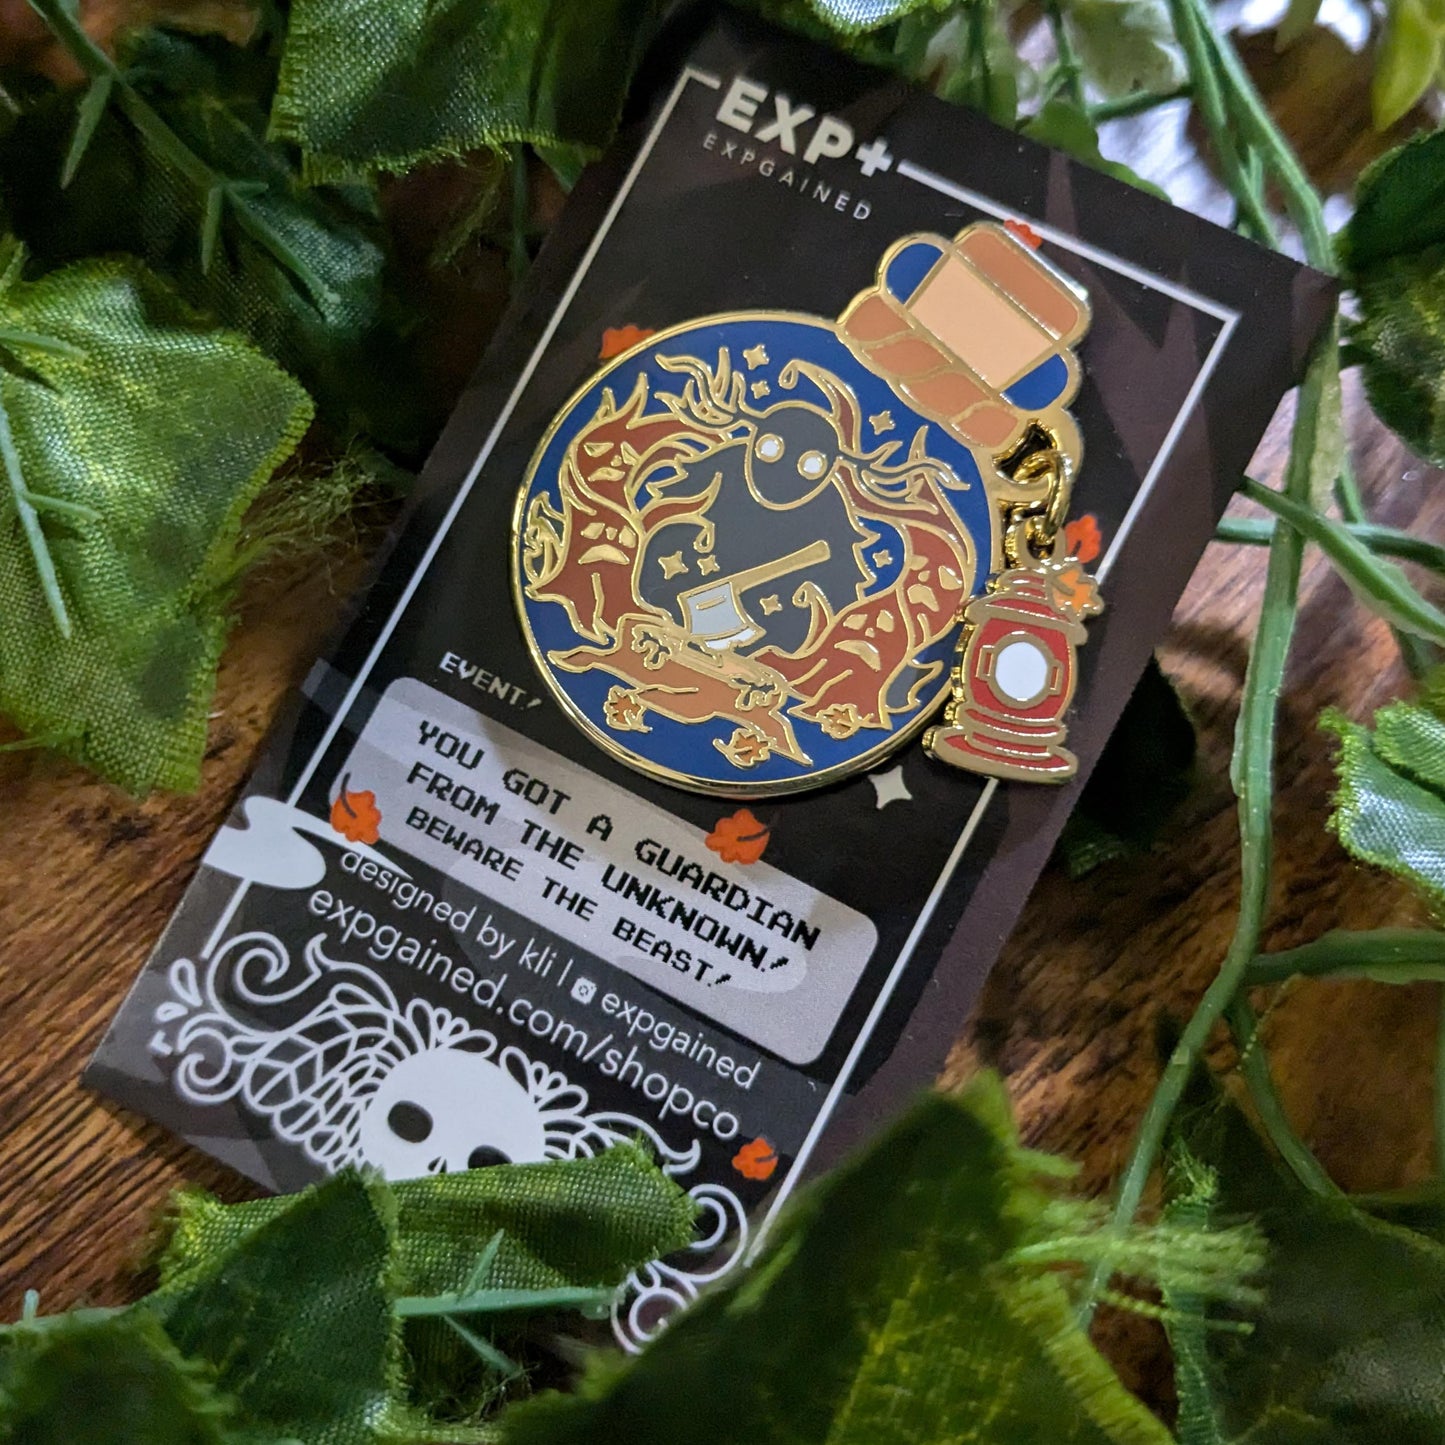 EXP+
EXPGAINED
EVENT!
YOU GOT A GUARDIAN
FROM THE UNKNOWN!
BEWARE THE BEAST!
designed by kli | expgained
expgained.com/shopco